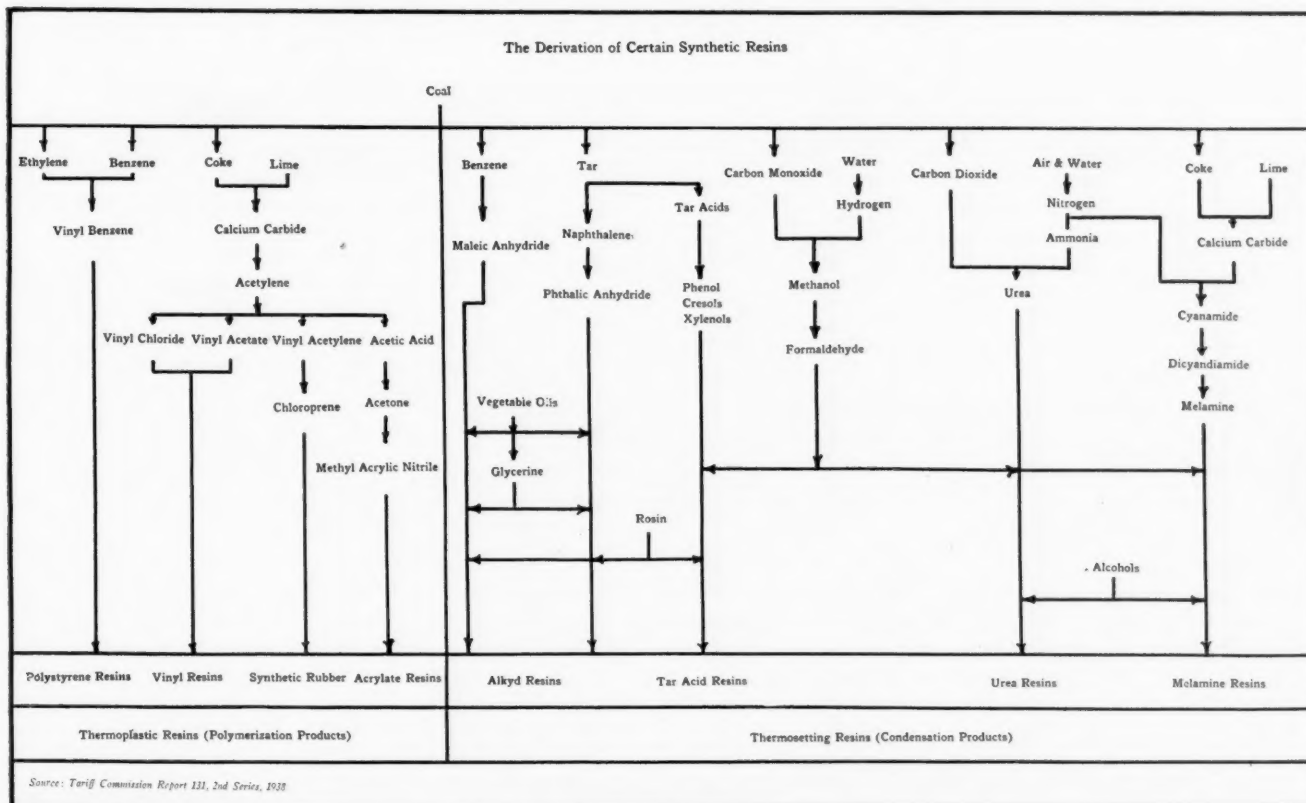 The Derivation of Certain Synthetic Resins
Coal
Ethylene Benzene Coke Lime Benzene Tar Carbon Monoxide Water Carbon Dioxide Air & Water Coke Lime
Tar Acids Hydrogen Nitrogen
Vinyl Benzene Calcium Carbide Maleic Anhydride Naphthalene Ammonia Calcium Carbide
Acetylene Phthalic Anhydride Phenol Methanol Urea
Cresols
Xylenols Cyanamide
Vinyl Chloride Vinyl Acetate Vinyl Acetylene Acetic Acid Formaldehyde
Dicyandiamide
Chloroprene Acetone Vegetable Oils Melamine
Methyl Acrylic Nitrile Glycerine
Rosin
Alcohols
Polystyrene Resins Vinyl Resins Synthetic Rubber Acrylate Resins Alkyd Resins Tar Acid Resins Urea Resins Melamine Resins
Thermoplastic Resins (Polymerization Products) Thermosetting Resins (Condensation Products)
Source: Tariff Commission Report 131, 2nd Series, 1938